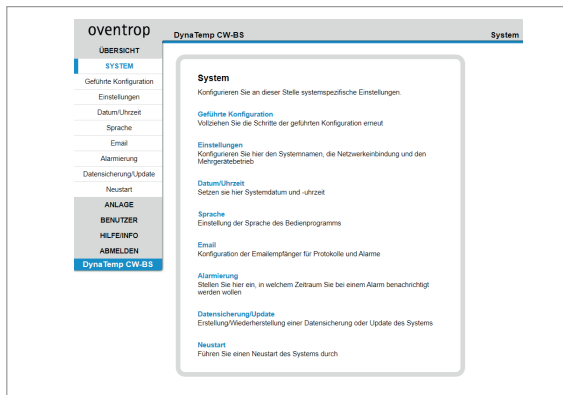 oventrop
DynaTemp CW-BS
System
ÜBERSICHT
SYSTEM
Geführte Konfiguration
Einstellungen
Datum/Uhrzeit
Sprache
Email
Alarmierung
Datensicherung/Update
Neustart
ANLAGE
BENUTZER
HILFE/INFO
ABMELDEN
DynaTemp CW-BS
System
Konfigurieren Sie an dieser Stelle systemspezifische Einstellungen.
Geführte Konfiguration
Vollziehen Sie die Schritte der geführten Konfiguration erneut
Einstellungen
Konfigurieren Sie hier den Systemnamen, die Netzwerkeinbindung und den
Mehrgerätebetrieb
Datum/Uhrzeit
Setzen sie hier Systemdatum und -uhrzeit
Sprache
Einstellung der Sprache des Bedienprogramms
Email
Konfiguration der Emailempfänger für Protokolle und Alarme
Alarmierung
Stellen Sie hier ein, in welchem Zeitraum Sie bei einem Alarm benachrichtigt
werden wollen
Datensicherung/Update
Erstellung/Wiederherstellung einer Datensicherung oder Update des Systems
Neustart
Führen Sie einen Neustart des Systems durch